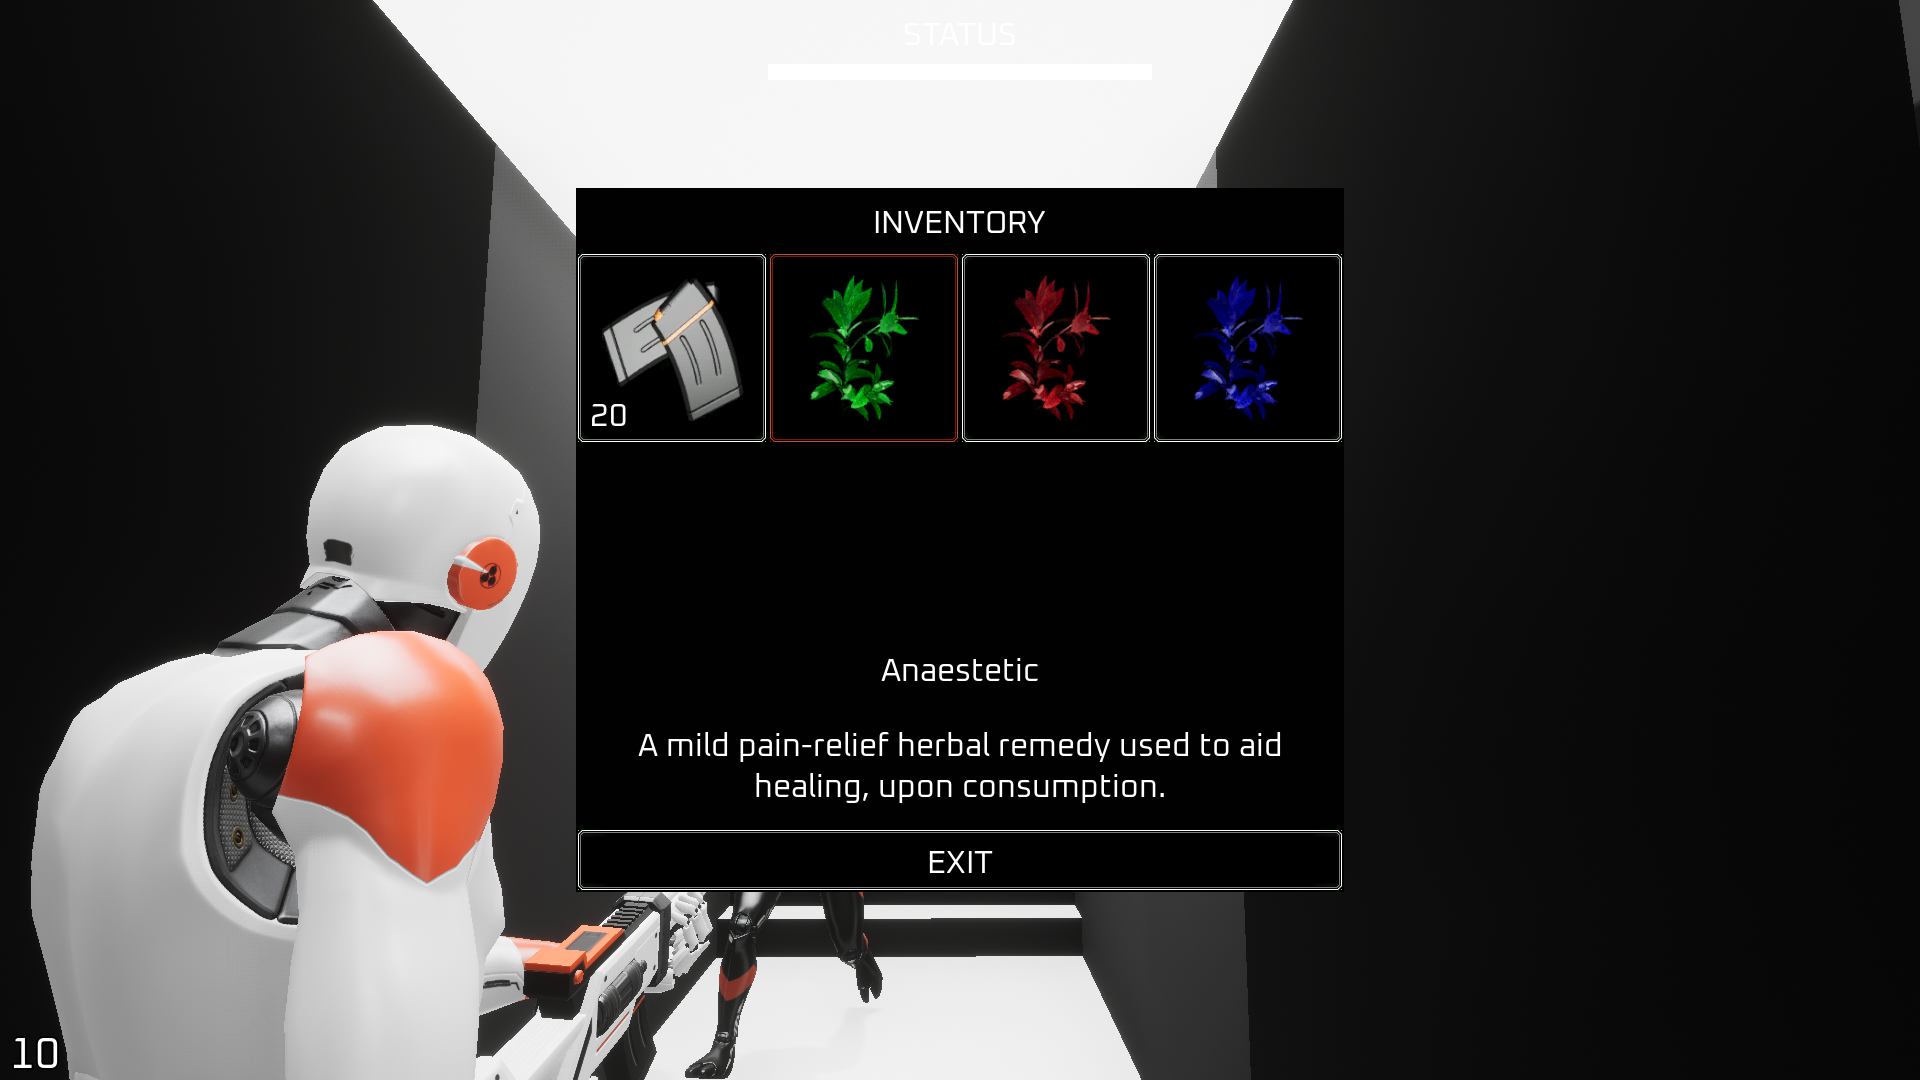 STATUS
INVENTORY
20
Anaestetic
A mild pain-relief herbal remedy used to aid
healing, upon consumption.
EXIT
10